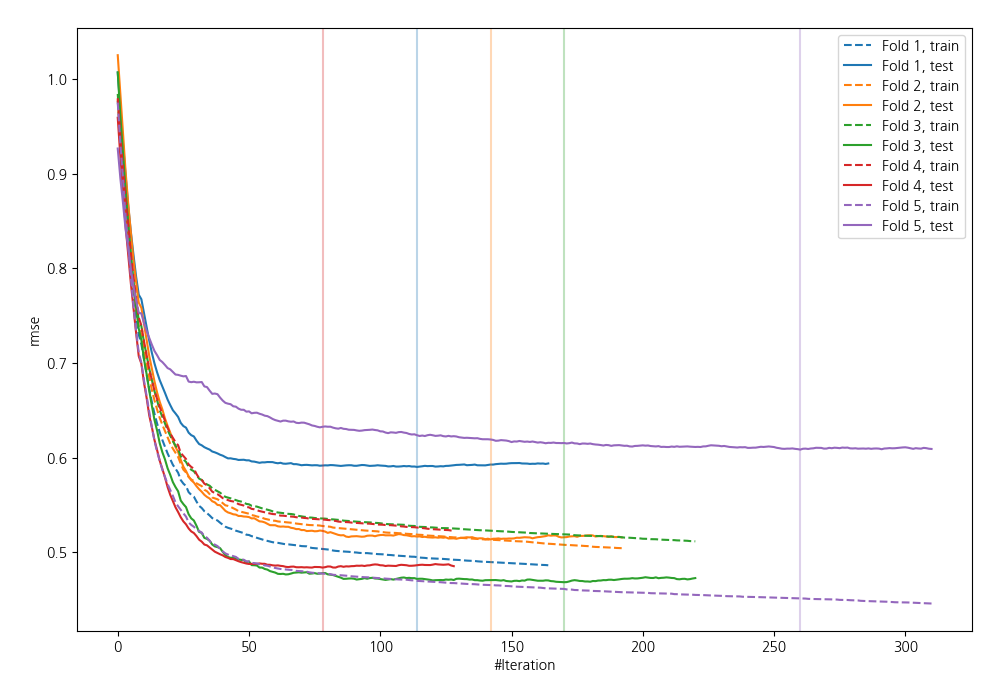 1.0
0.9
0.8
0.7
0.6
0.5
rmse
0
50
100
150
200
250
300
#Iteration
Fold 1, train
Fold 1, test
Fold 2, train
Fold 2, test
Fold 3, train
Fold 3, test
Fold 4, train
Fold 4, test
Fold 5, train
Fold 5, test